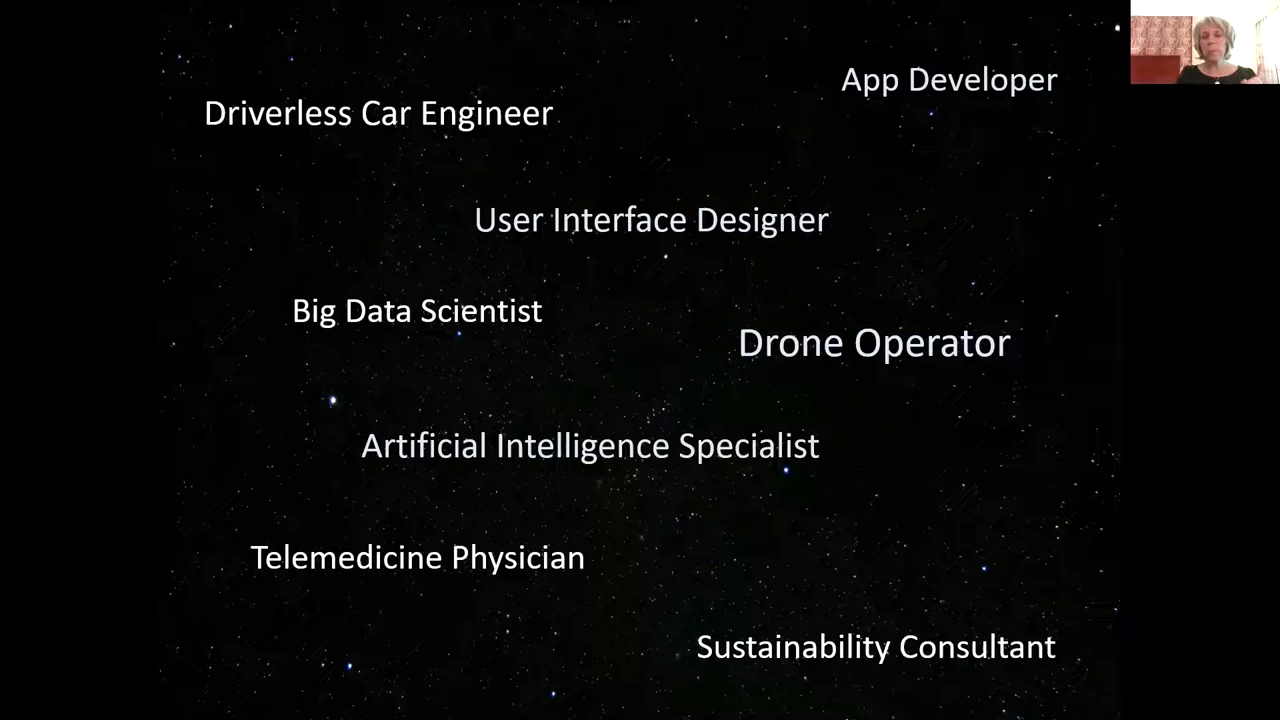 App Developer
Driverless Car Engineer
User Interface Designer
Big Data Scientist
Drone Operator
Artificial Intelligence Specialist
Telemedicine Physician
Sustainability Consultant